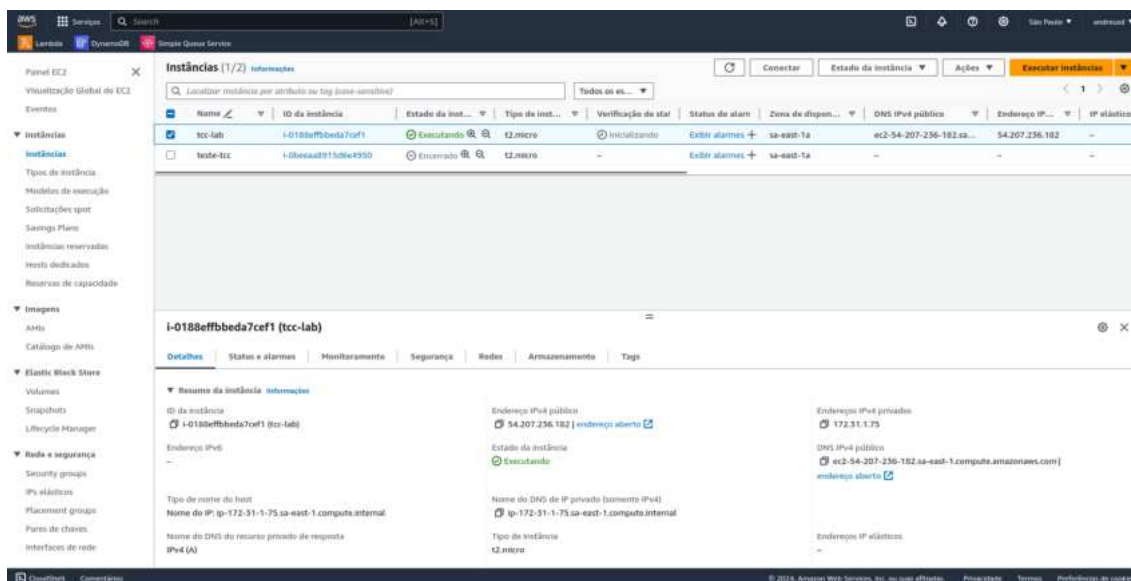 aws Serviços Search [Alt+S] São Paulo
Lambda DynamoDB Simple Queue Service
Painel EC2
Visualização Global do EC2
Eventos
Instâncias
Instâncias
Tipos de instância
Modelos de execução
Solicitações spot
Savings Plans
Instâncias reservadas
Hosts dedicados
Reservas de capacidade
Imagens
AMIs
Catálogo de AMIs
Elastic Block Store
Volumes
Snapshots
Lifecycle Manager
Rede e segurança
Security groups
IPs elásticos
Placement groups
Pares de chaves
Interfaces de rede
Instâncias (1/2) Informações
Conectar Estado da instância Ações Executar instâncias
Localizar instância por atributo ou tag (case-sensitive) Todos os es... 1
Name ID da instância Estado da inst... Tipo de inst... Verificação de stat Status de alarm Zona de dispon... DNS IPv4 público Endereço IP... IP elástico
tcc-lab i-0188effbbeda7cef1 Executando t2.micro Inicializando Exibir alarmes + sa-east-1a ec2-54-207-236-182.sa... 54.207.236.182 –
teste-tcc Encerrado t2.micro – Exibir alarmes + sa-east-1a – – –
i-0188effbbeda7cef1 (tcc-lab)
Detalhes Status e alarmes Monitoramento Segurança Redes Armazenamento Tags
Resumo da instância Informações
ID da instância Endereço IPv4 público Endereços IPv4 privados
i-0188effbbeda7cef1 (tcc-lab) 54.207.236.182 | endereço aberto 172.31.1.75
Endereço IPv6 Estado da instância DNS IPv4 público
– Executando ec2-54-207-236-182.sa-east-1.compute.amazonaws.com |
endereço aberto
Tipo de nome do host Nome do DNS de IP privado (somente IPv4)
Nome do IP: ip-172-31-1-75.sa-east-1.compute.internal ip-172-31-1-75.sa-east-1.compute.internal
Nome do DNS do recurso privado de resposta Tipo de instância Endereços IP elásticos
IPv4 (A) t2.micro –
CloudShell Comentários © 2024, Amazon Web Services, Inc. ou suas afiliadas. Privacidade Termos Preferências de cookies